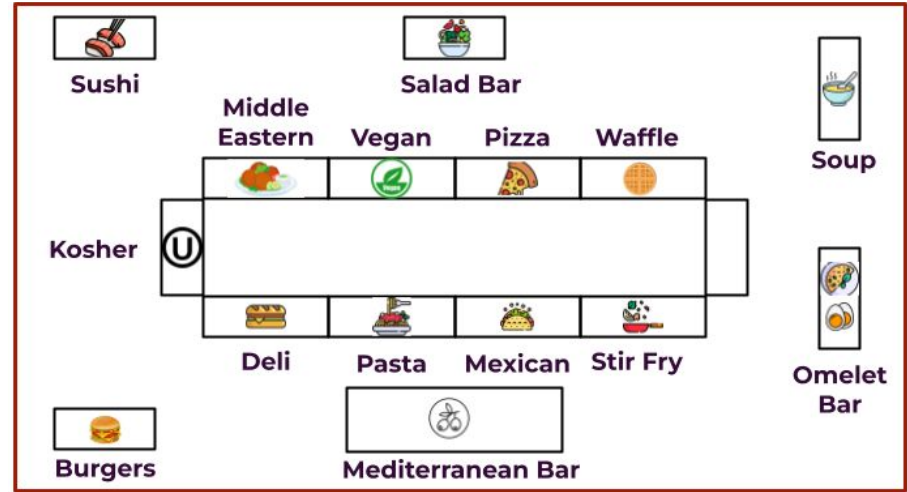 Sushi
Salad Bar
Soup
Middle
Eastern
Vegan
Pizza
Waffle
Vegan
Kosher
U
Deli
Pasta
Mexican
Stir Fry
Omelet
Bar
Burgers
Mediterranean Bar